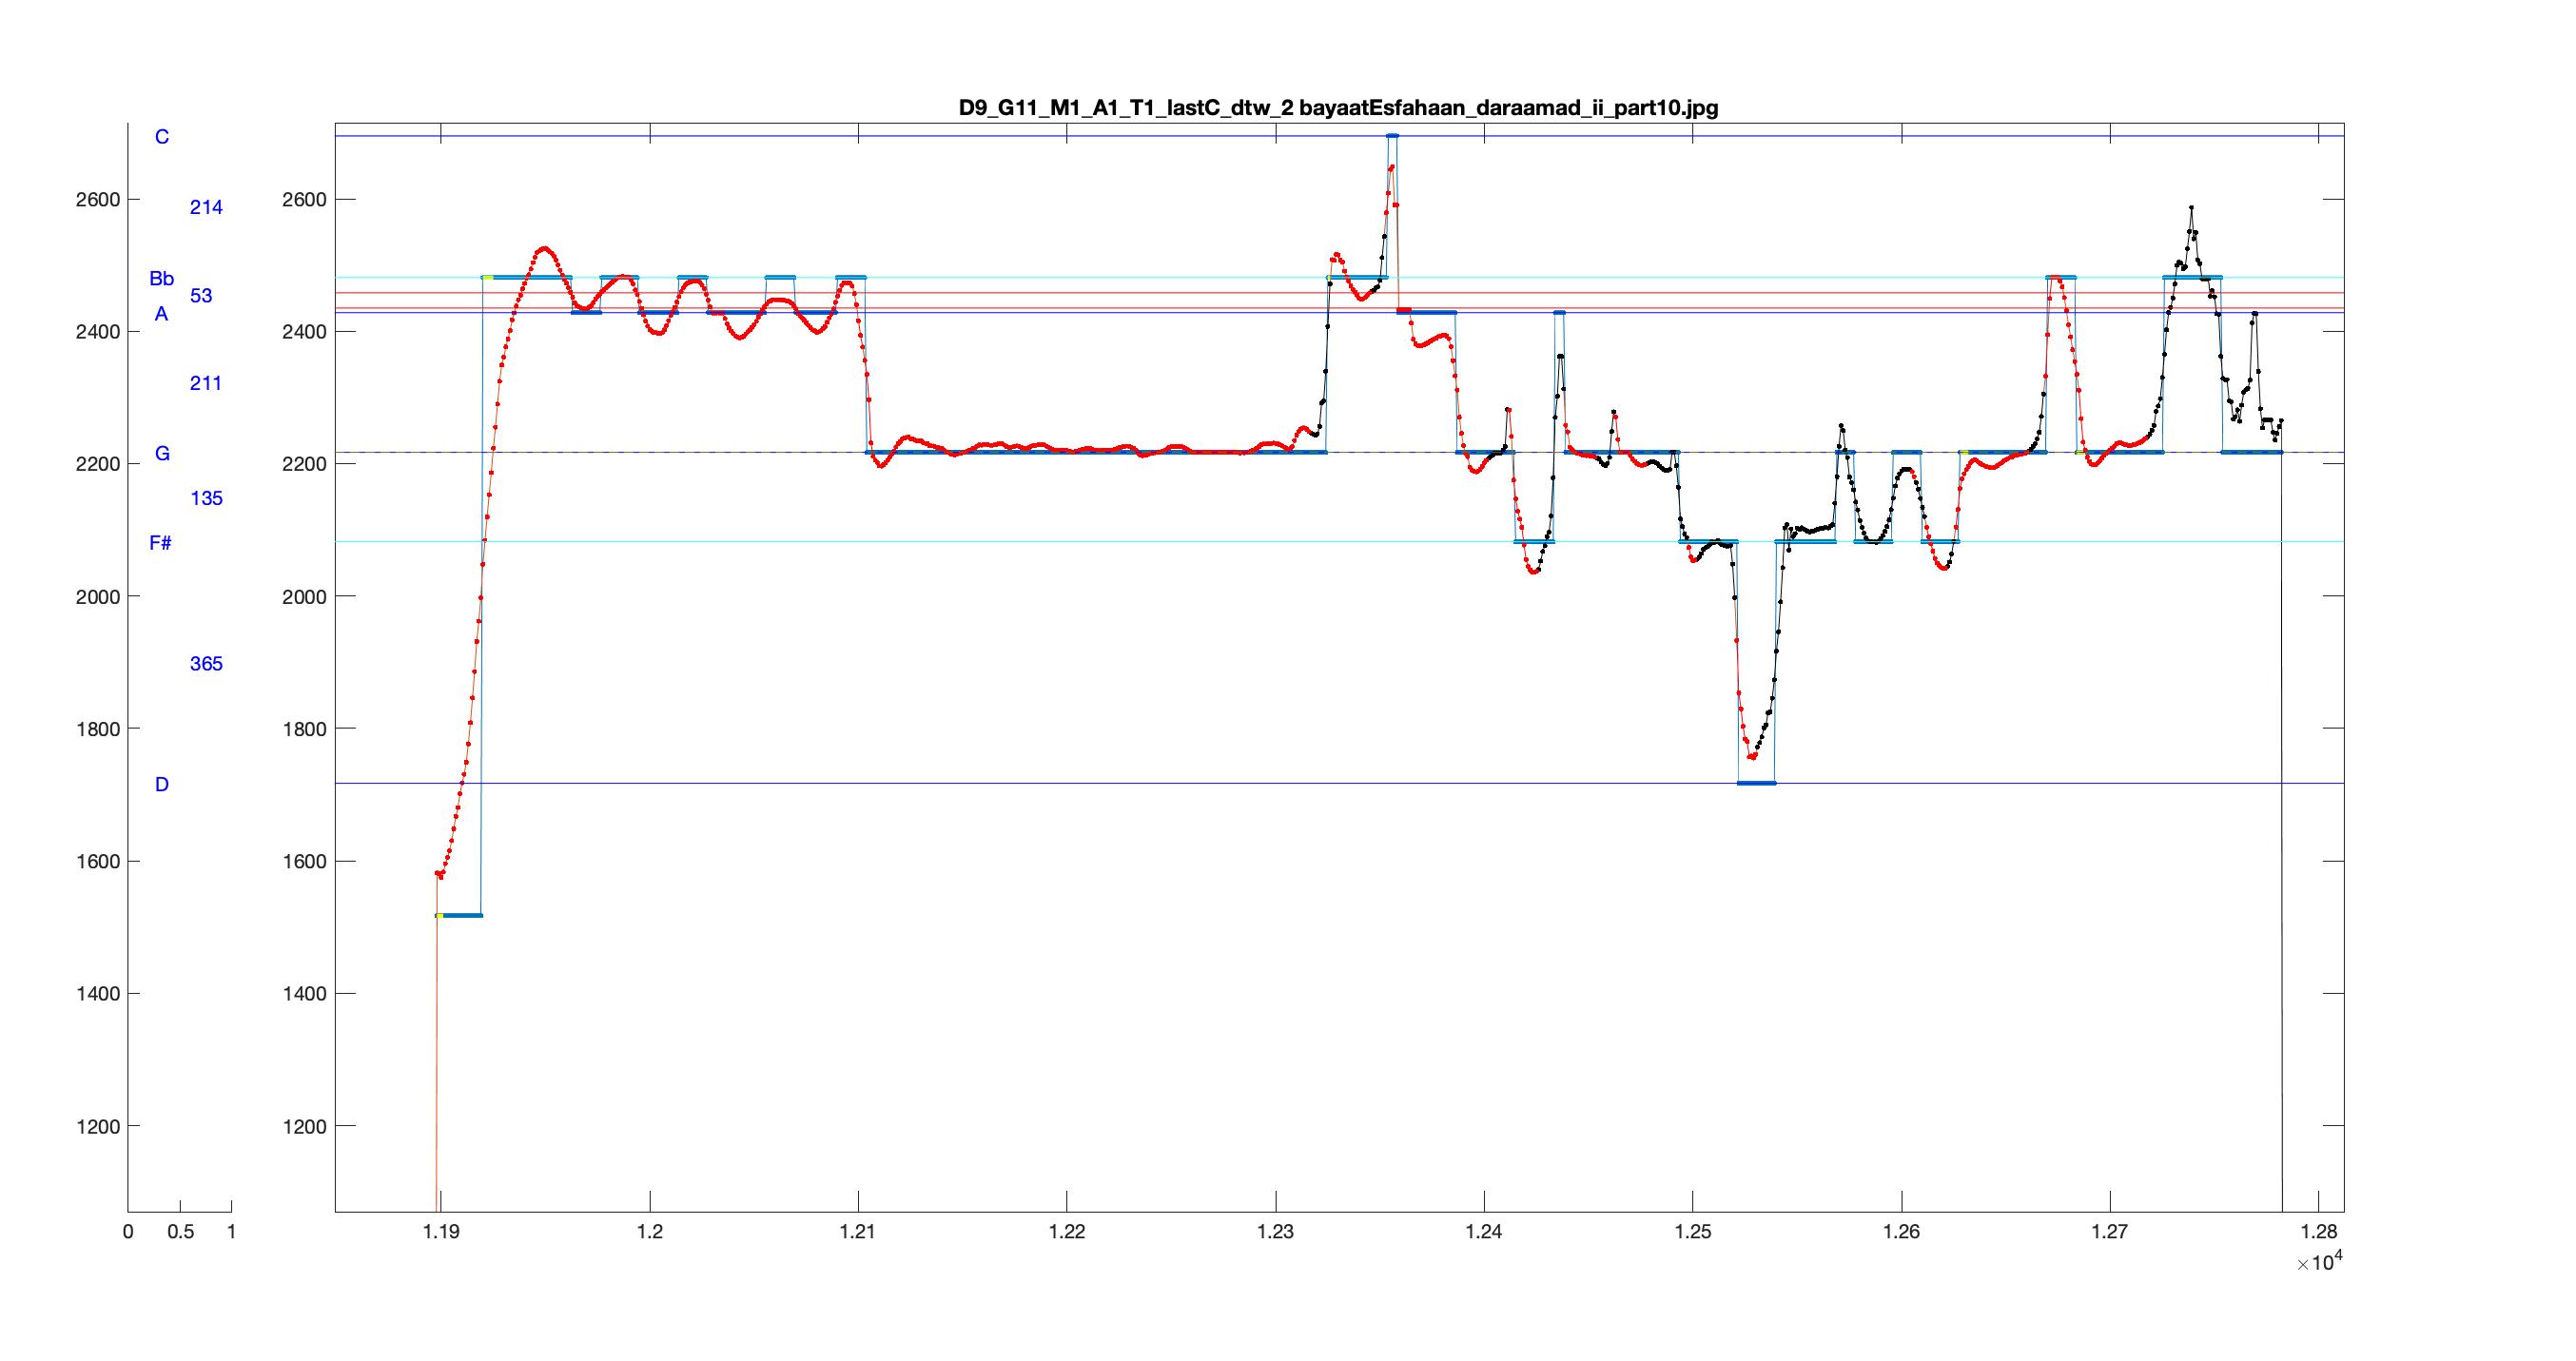 D9_G11_M1_A1_T1_lastC_dtw_2 bayaatEsfahaan_daraamad_ii_part10.jpg
C
2600
214
2600
Bb
53
A
2400
2400
211
2200
G
2200
135
F#
2000
2000
365
1800
D
1800
1600
1600
1400
1400
1200
1200
0 0.5 1
1.19 1.2 1.21 1.22 1.23 1.24 1.25 1.26 1.27 1.28
×10^4